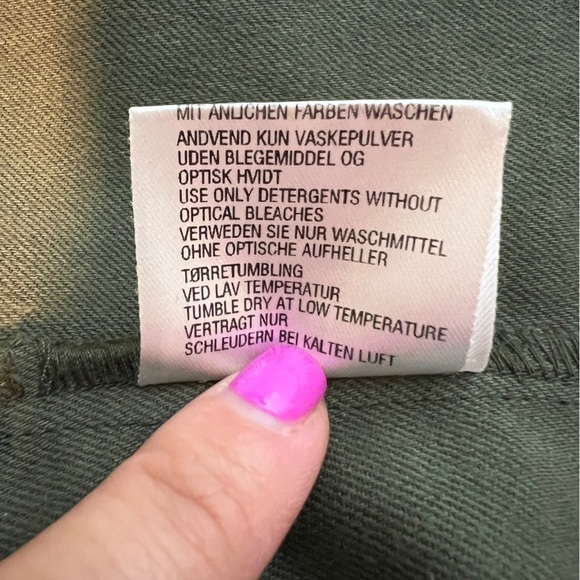 MIT ANLICHEN FARBEN WASCHEN
ANDVEND KUN VASKEPULVER
UDEN BLEGEMIDDEL OG
OPTISK HVIDT
USE ONLY DETERGENTS WITHOUT
OPTICAL BLEACHES
VERWEDEN SIE NUR WASCHMITTEL
OHNE OPTISCHE AUFHELLER
TØRRETUMBLING
VED LAV TEMPERATUR
TUMBLE DRY AT LOW TEMPERATURE
VERTRAGT NUR
SCHLEUDERN BEI KALTEN LUFT